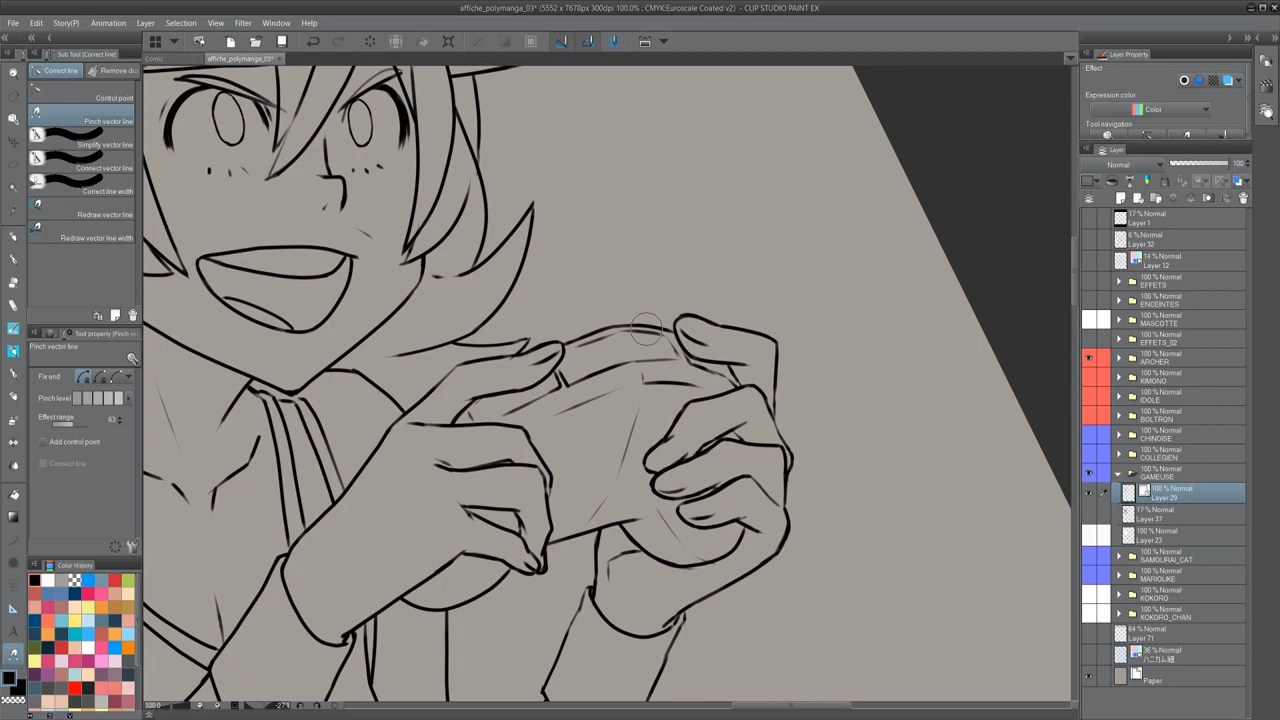 affiche_polymanga_03* (5552 x 7678px 300dpi 100.0% : CMYK:Euroscale Coated v2) - CLIP STUDIO PAINT EX
File Edit Story(P) Animation Layer Selection View Filter Window Help
Comic affiche_polymanga_03*
Sub Tool (Correct line)
Correct line Remove du
Control point
Pinch vector line
Simplify vector line
Connect vector line
Correct line width
Redraw vector line
Redraw vector line width
Tool property (Pinch vect
Pinch vector line
Fix end
Pinch level
Effect range 63
Add control point
Connect line
Color History
100.0
Layer Property
Effect
Expression color
Color
Tool navigation
Layer
Normal 100
17 % Normal
Layer 1
6 % Normal
Layer 32
14 % Normal
Layer 12
100 % Normal
EFFETS
100 % Normal
ENCEINTES
100 % Normal
MASCOTTE
100 % Normal
EFFETS_02
100 % Normal
ARCHER
100 % Normal
KIMONO
100 % Normal
IDOLE
100 % Normal
BOLTRON
100 % Normal
CHINOISE
100 % Normal
COLLEGIEN
100 % Normal
GAMEUSE
100 % Normal
Layer 29
17 % Normal
Layer 37
100 % Normal
Layer 23
100 % Normal
SAMOURAI_CAT
100 % Normal
MARIOLIKE
100 % Normal
KOKORO
100 % Normal
KOKORO_CHAN
64 % Normal
Layer 71
36 % Normal
Paper